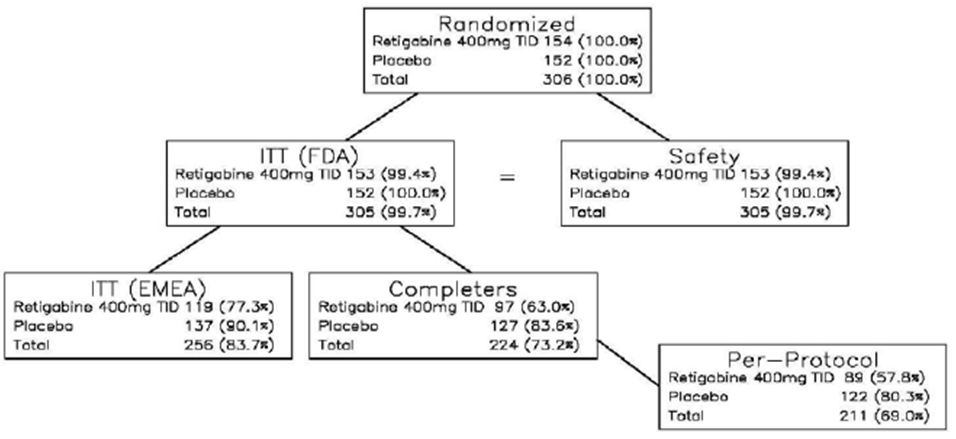 Randomized
Retigabine 400mg TID 154 (100.0%)
Placebo 152 (100.0%)
Total 306 (100.0%)
ITT (FDA)
Retigabine 400mg TID 153 (99.4%)
Placebo 152 (100.0%)
Total 305 (99.7%)
=
Safety
Retigabine 400mg TID 153 (99.4%)
Placebo 152 (100.0%)
Total 305 (99.7%)
ITT (EMEA)
Retigabine 400mg TID 119 (77.3%)
Placebo 137 (90.1%)
Total 256 (83.7%)
Completers
Retigabine 400mg TID 97 (63.0%)
Placebo 127 (83.6%)
Total 224 (73.2%)
Per-Protocol
Retigabine 400mg TID 89 (57.8%)
Placebo 122 (80.3%)
Total 211 (69.0%)